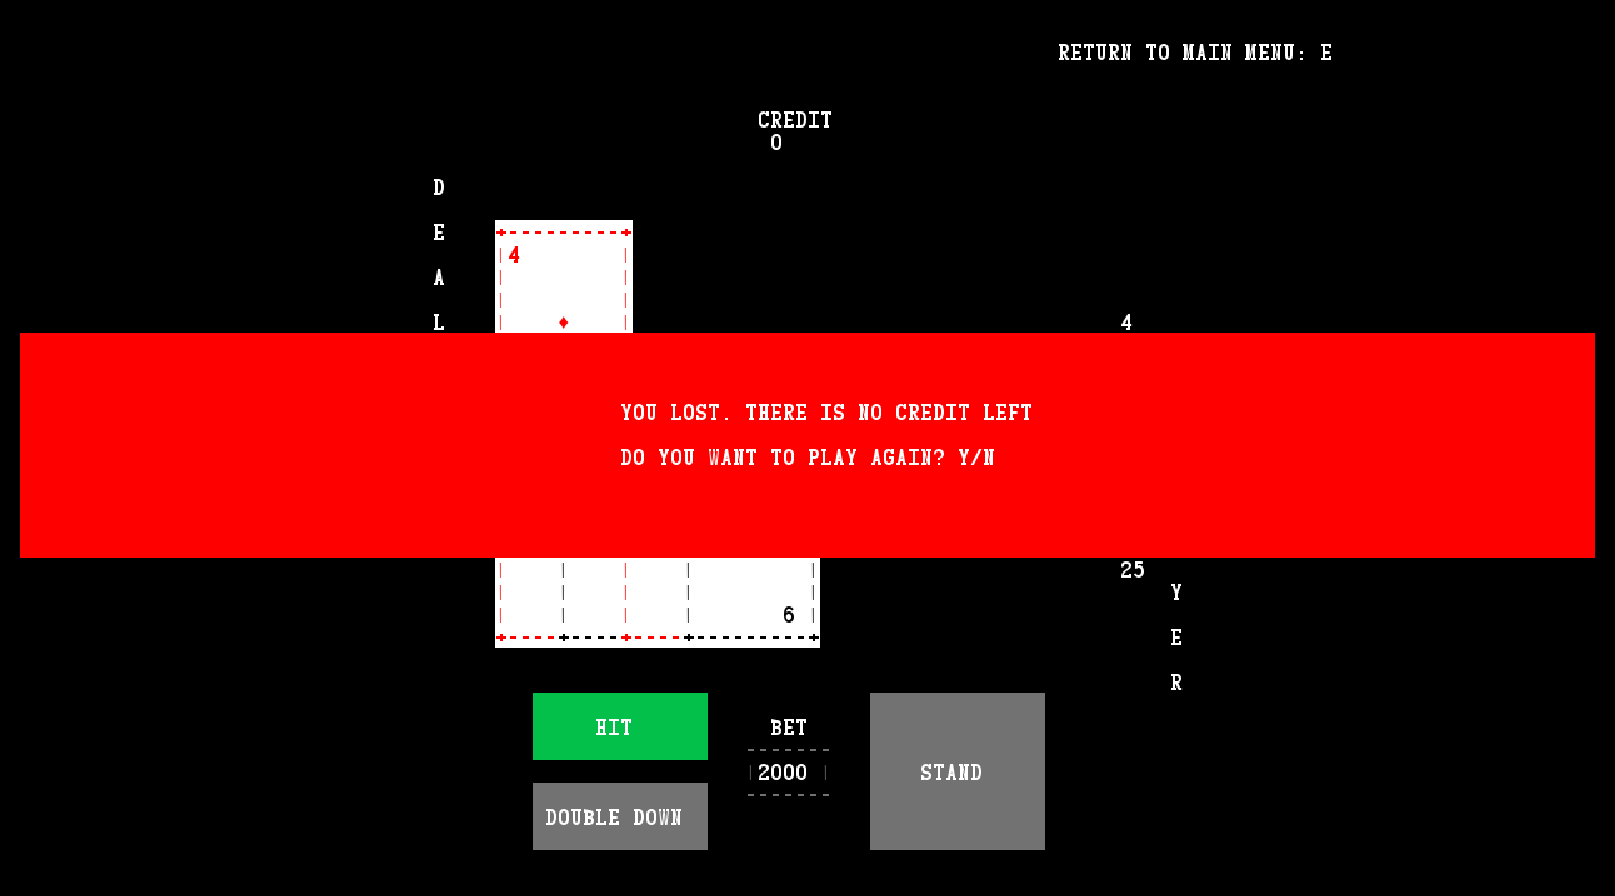 RETURN TO MAIN MENU: E
CREDIT
0
D
E
A
L
4
4
YOU LOST. THERE IS NO CREDIT LEFT
DO YOU WANT TO PLAY AGAIN? Y/N
25
Y
E
R
6
HIT
BET
2000
STAND
DOUBLE DOWN